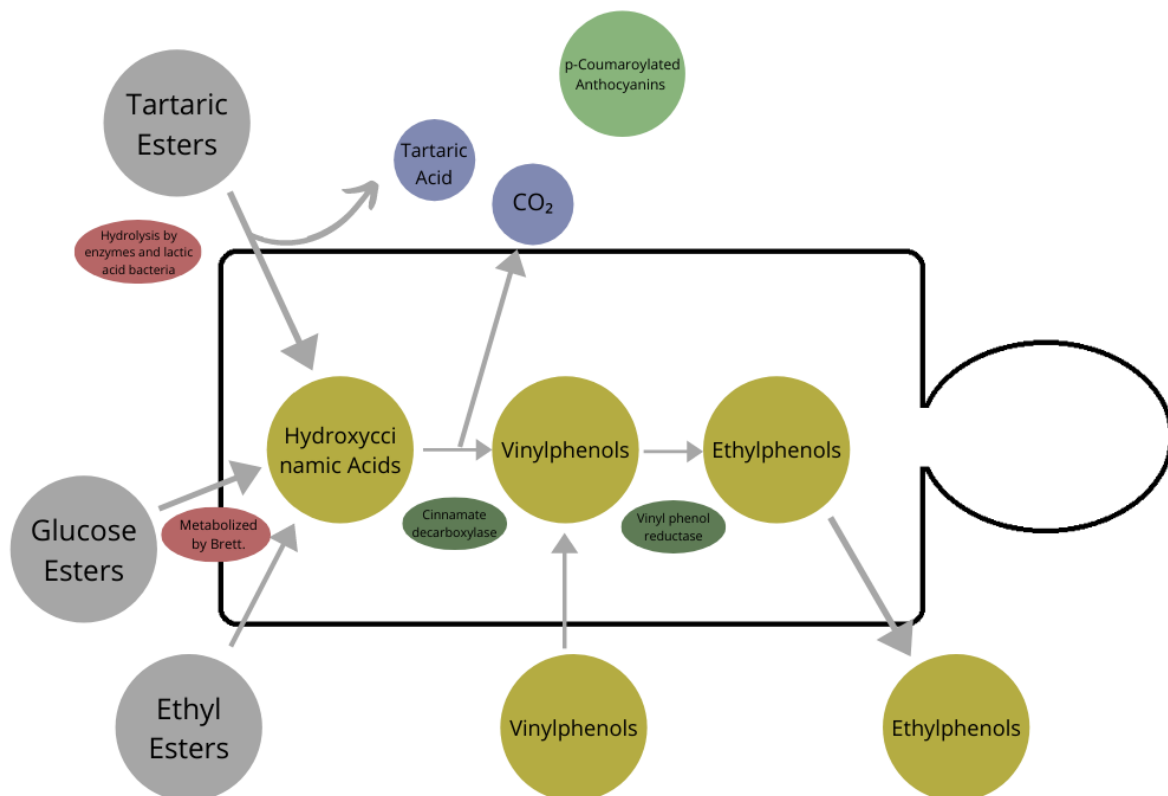 p-Coumaroylated
Anthocyanins
Tartaric
Esters
Tartaric
Acid
CO₂
Hydrolysis by
enzymes and lactic
acid bacteria
Hydroxycci
namic Acids
Vinylphenols
Ethylphenols
Glucose
Esters
Metabolized
by Brett.
Cinnamate
decarboxylase
Vinyl phenol
reductase
Ethyl
Esters
Vinylphenols
Ethylphenols